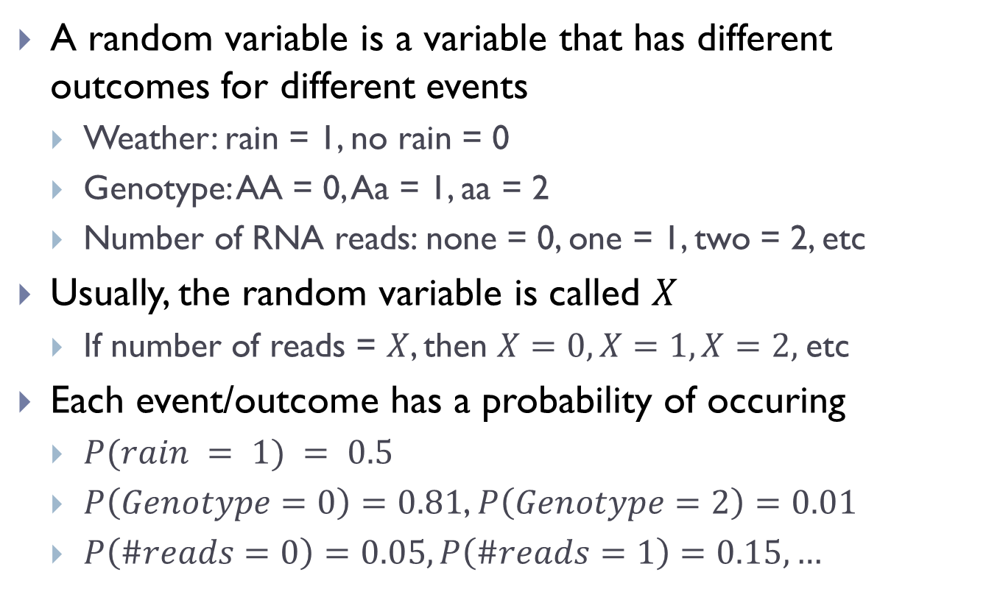 A random variable is a variable that has different
outcomes for different events
Weather: rain = 1, no rain = 0
Genotype: AA = 0, Aa = 1, aa = 2
Number of RNA reads: none = 0, one = 1, two = 2, etc
Usually, the random variable is called X
If number of reads = X, then X = 0, X = 1, X = 2, etc
Each event/outcome has a probability of occuring
P(rain = 1) = 0.5
P(Genotype = 0) = 0.81, P(Genotype = 2) = 0.01
P(#reads = 0) = 0.05, P(#reads = 1) = 0.15, ...